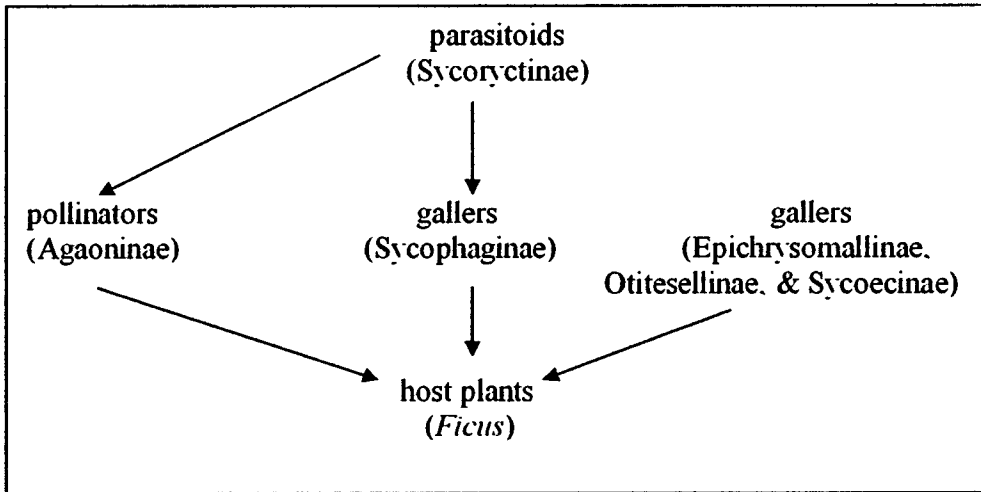 parasitoids
(Sycoryctinae)
pollinators
(Agaoninae)
gallers
(Sycophaginae)
gallers
(Epichrysomallinae,
Otitesellinae, & Sycoecinae)
host plants
(Ficus)